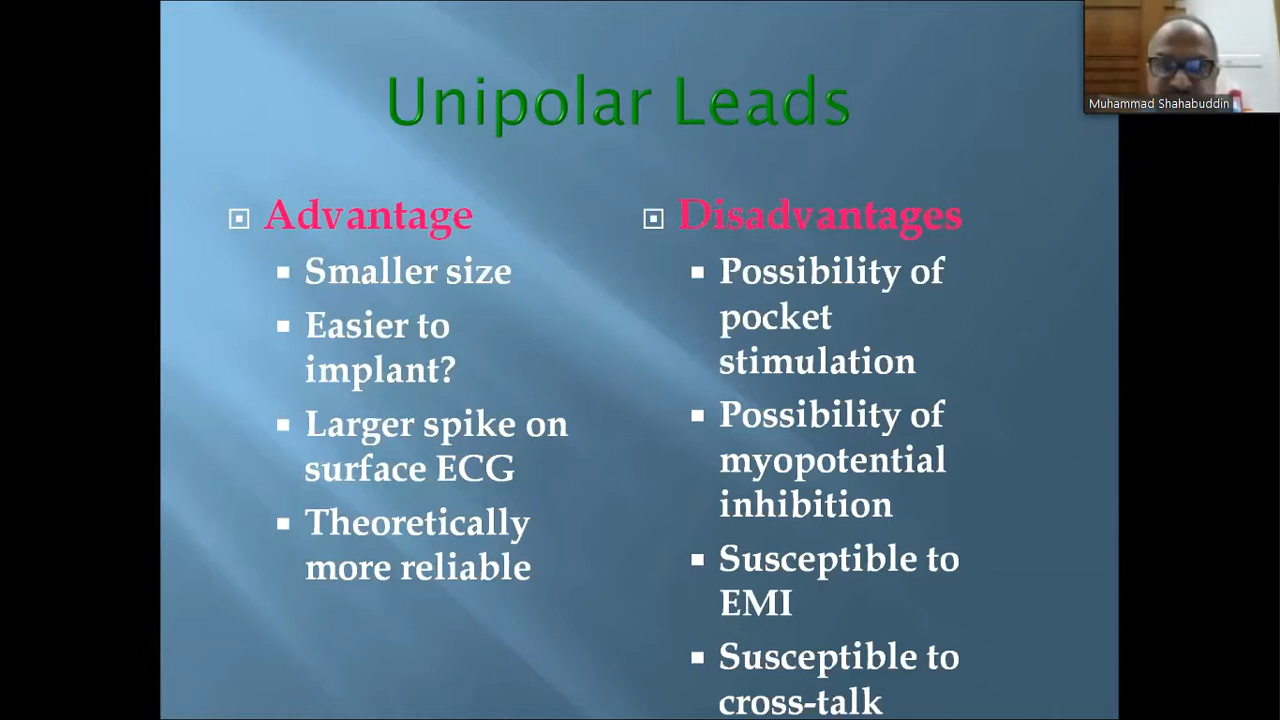 Unipolar Leads
Muhammad Shahabuddin
Advantage
Smaller size
Easier to
implant?
Larger spike on
surface ECG
Theoretically
more reliable
Disadvantages
Possibility of
pocket
stimulation
Possibility of
myopotential
inhibition
Susceptible to
EMI
Susceptible to
cross-talk